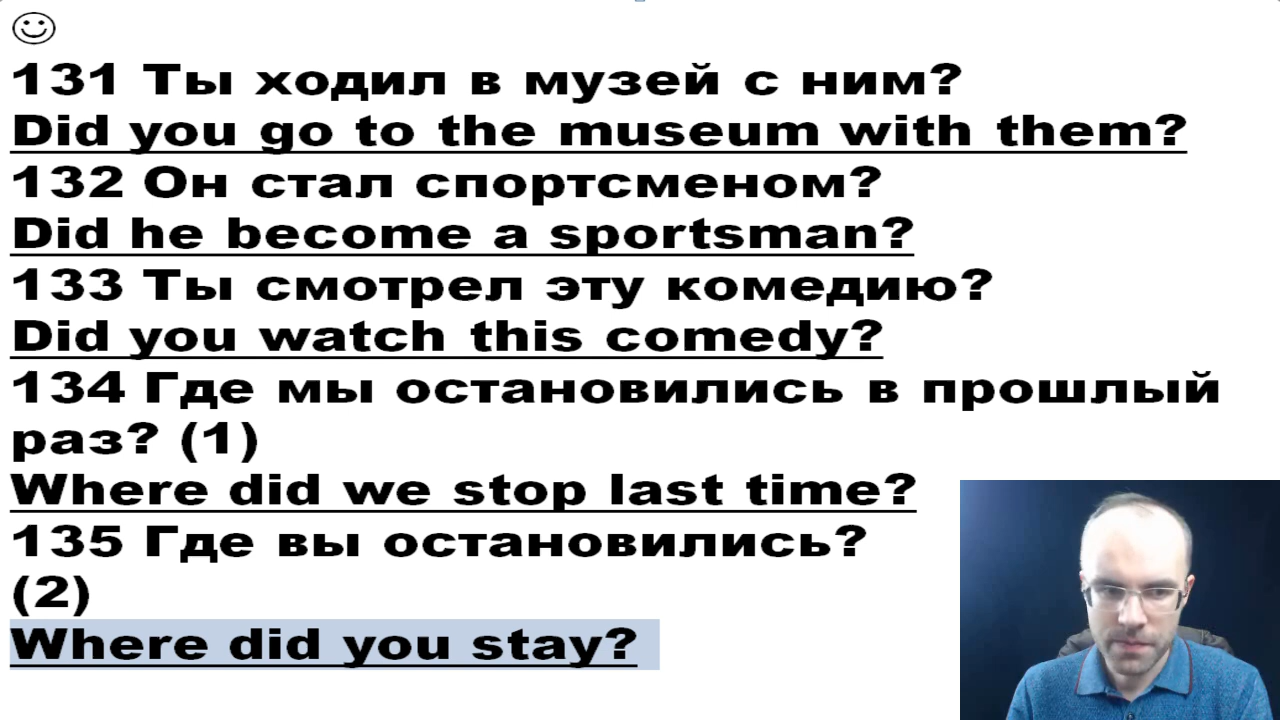 131 Ты ходил в музей с ним?
Did you go to the museum with them?
132 Он стал спортсменом?
Did he become a sportsman?
133 Ты смотрел эту комедию?
Did you watch this comedy?
134 Где мы остановились в прошлый
раз? (1)
Where did we stop last time?
135 Где вы остановились?
(2)
Where did you stay?